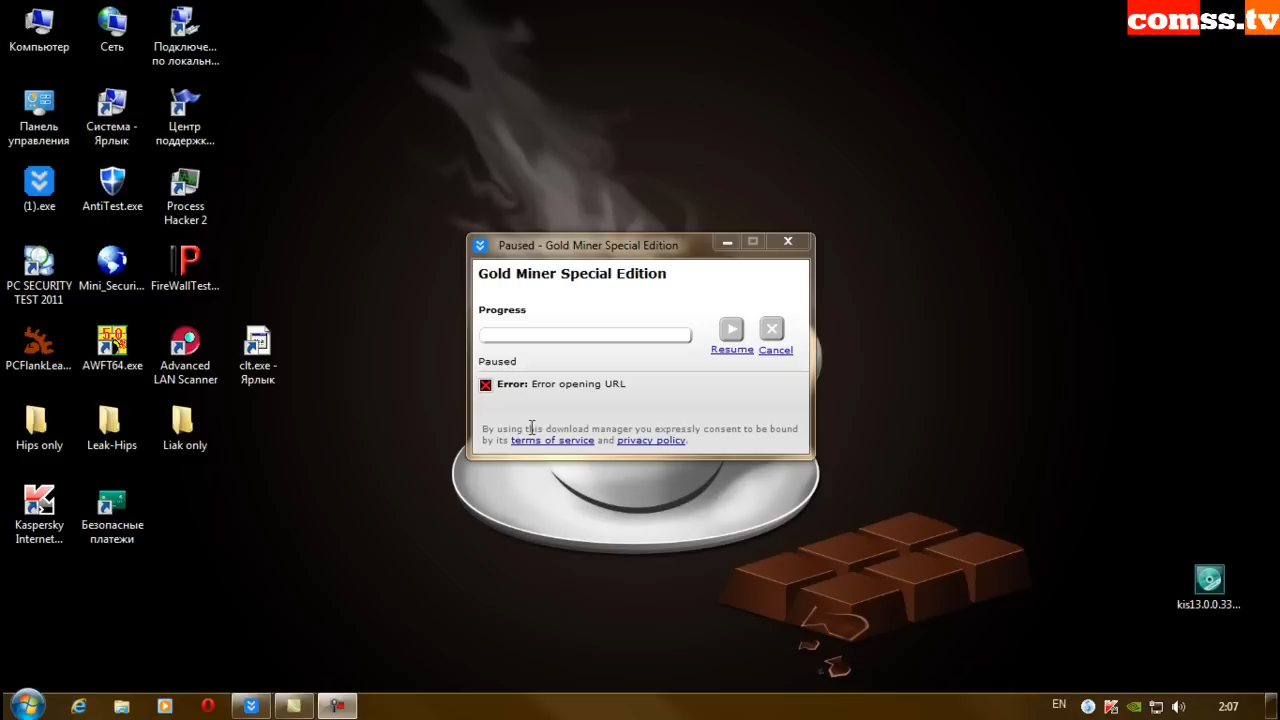 comss.tv
Компьютер
Сеть
Подключе...
по локальн...
Панель
управления
Система -
Ярлык
Центр
поддержк...
(1).exe
AntiTest.exe
Process
Hacker 2
PC SECURITY
TEST 2011
Mini_Securi...
FireWallTest...
PCFlankLea...
AWFT64.exe
Advanced
LAN Scanner
clt.exe -
Ярлык
Hips only
Leak-Hips
Liak only
Kaspersky
Internet...
Безопасные
платежи
Paused - Gold Miner Special Edition
Gold Miner Special Edition
Progress
Resume
Cancel
Paused
Error: Error opening URL
By using this download manager you expressly consent to be bound
by its terms of service and privacy policy.
kis13.0.0.33...
EN
2:07